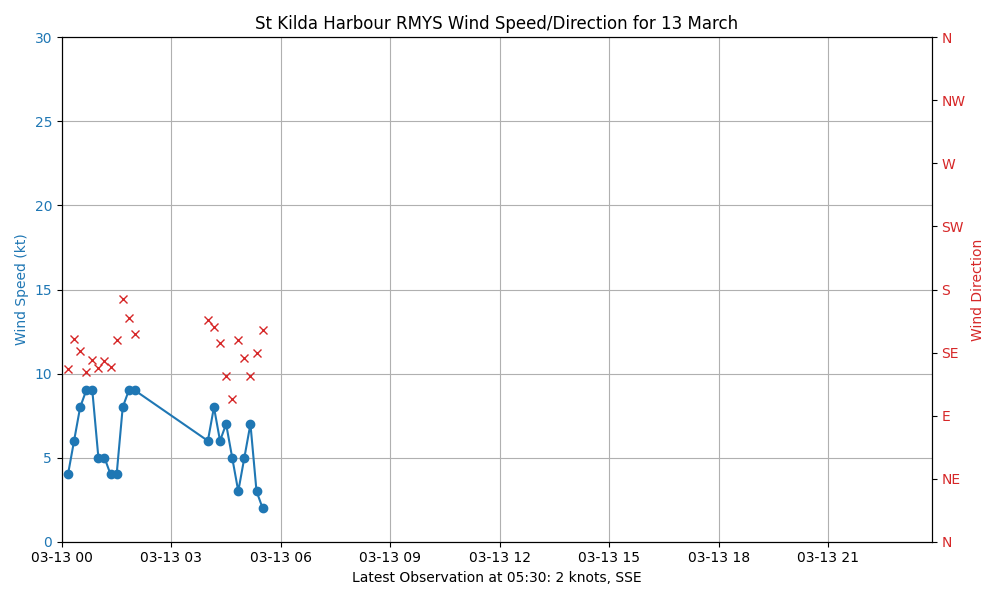 St Kilda Harbour RMYS Wind Speed/Direction for 13 March
30
25
20
15
10
5
0
Wind Speed (kt)
N
NW
W
SW
S
SE
E
NE
N
Wind Direction
03-13 00
03-13 03
03-13 06
03-13 09
03-13 12
03-13 15
03-13 18
03-13 21
Latest Observation at 05:30: 2 knots, SSE